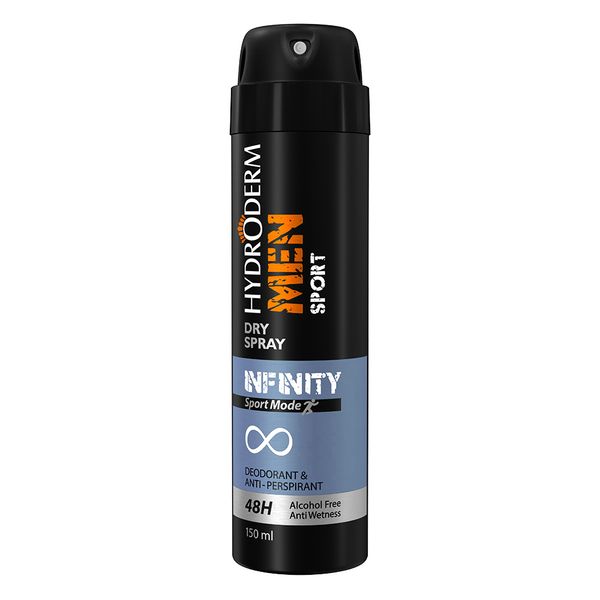 HYDRODERM
MEN
SPORT
DRY
SPRAY
INFINITY
Sport Mode
DEODORANT &
ANTI-PERSPIRANT
48H
Alcohol Free
Anti Wetness
150 ml